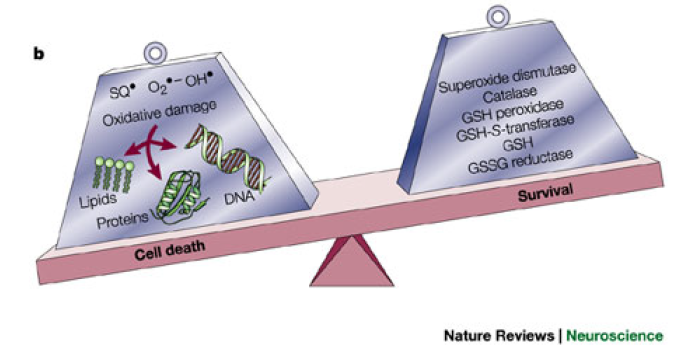 b
SQ• O2•– OH•
Oxidative damage
Lipids
Proteins
DNA
Cell death
Superoxide dismutase
Catalase
GSH peroxidase
GSH-S-transferase
GSH
GSSG reductase
Survival
Nature Reviews | Neuroscience